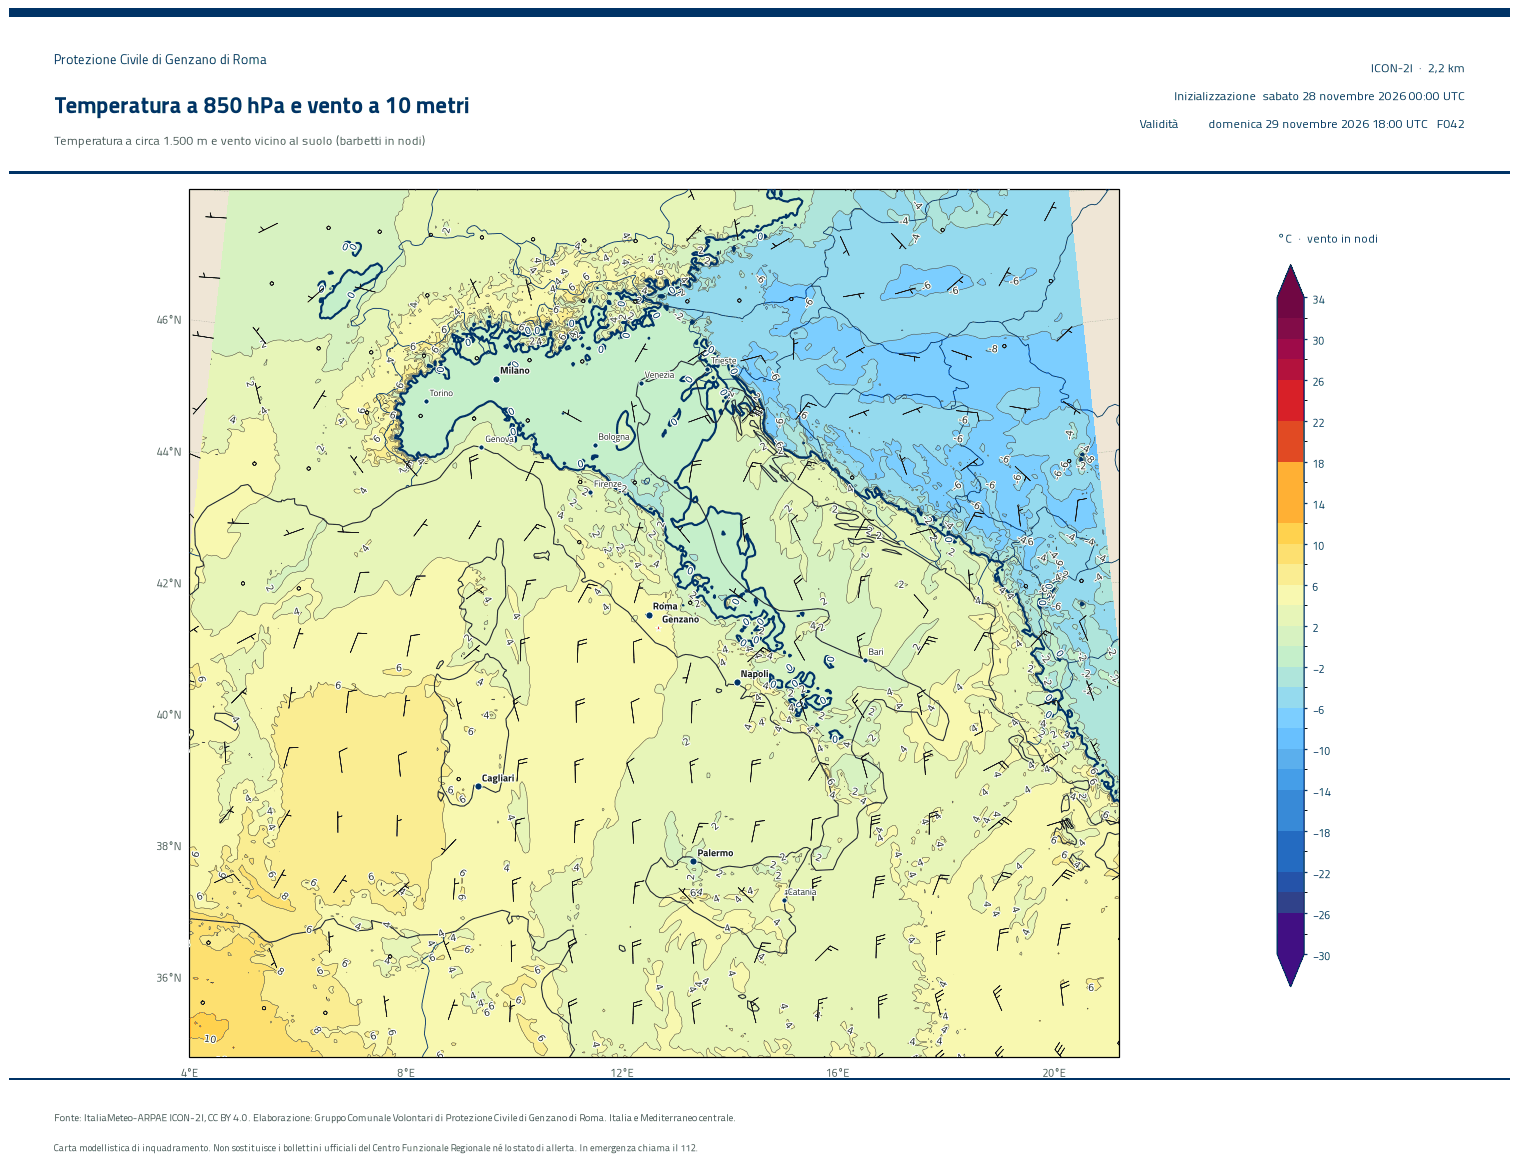 Protezione Civile di Genzano di Roma
Temperatura a 850 hPa e vento a 10 metri
Temperatura a circa 1.500 m e vento vicino al suolo (barbetti in nodi)
ICON-2I · 2,2 km
Inizializzazione sabato 28 novembre 2026 00:00 UTC
Validità domenica 29 novembre 2026 18:00 UTC F042
°C · vento in nodi
34
30
26
22
18
14
10
6
2
−2
−6
−10
−14
−18
−22
−26
−30
46°N
44°N
42°N
40°N
38°N
36°N
4°E
8°E
12°E
16°E
20°E
Milano
Torino
Venezia
Trieste
Genova
Bologna
Firenze
Roma
Genzano
Napoli
Bari
Cagliari
Palermo
Catania
Fonte: ItaliaMeteo-ARPAE ICON-2I, CC BY 4.0. Elaborazione: Gruppo Comunale Volontari di Protezione Civile di Genzano di Roma. Italia e Mediterraneo centrale.
Carta modellistica di inquadramento. Non sostituisce i bollettini ufficiali del Centro Funzionale Regionale né lo stato di allerta. In emergenza chiama il 112.